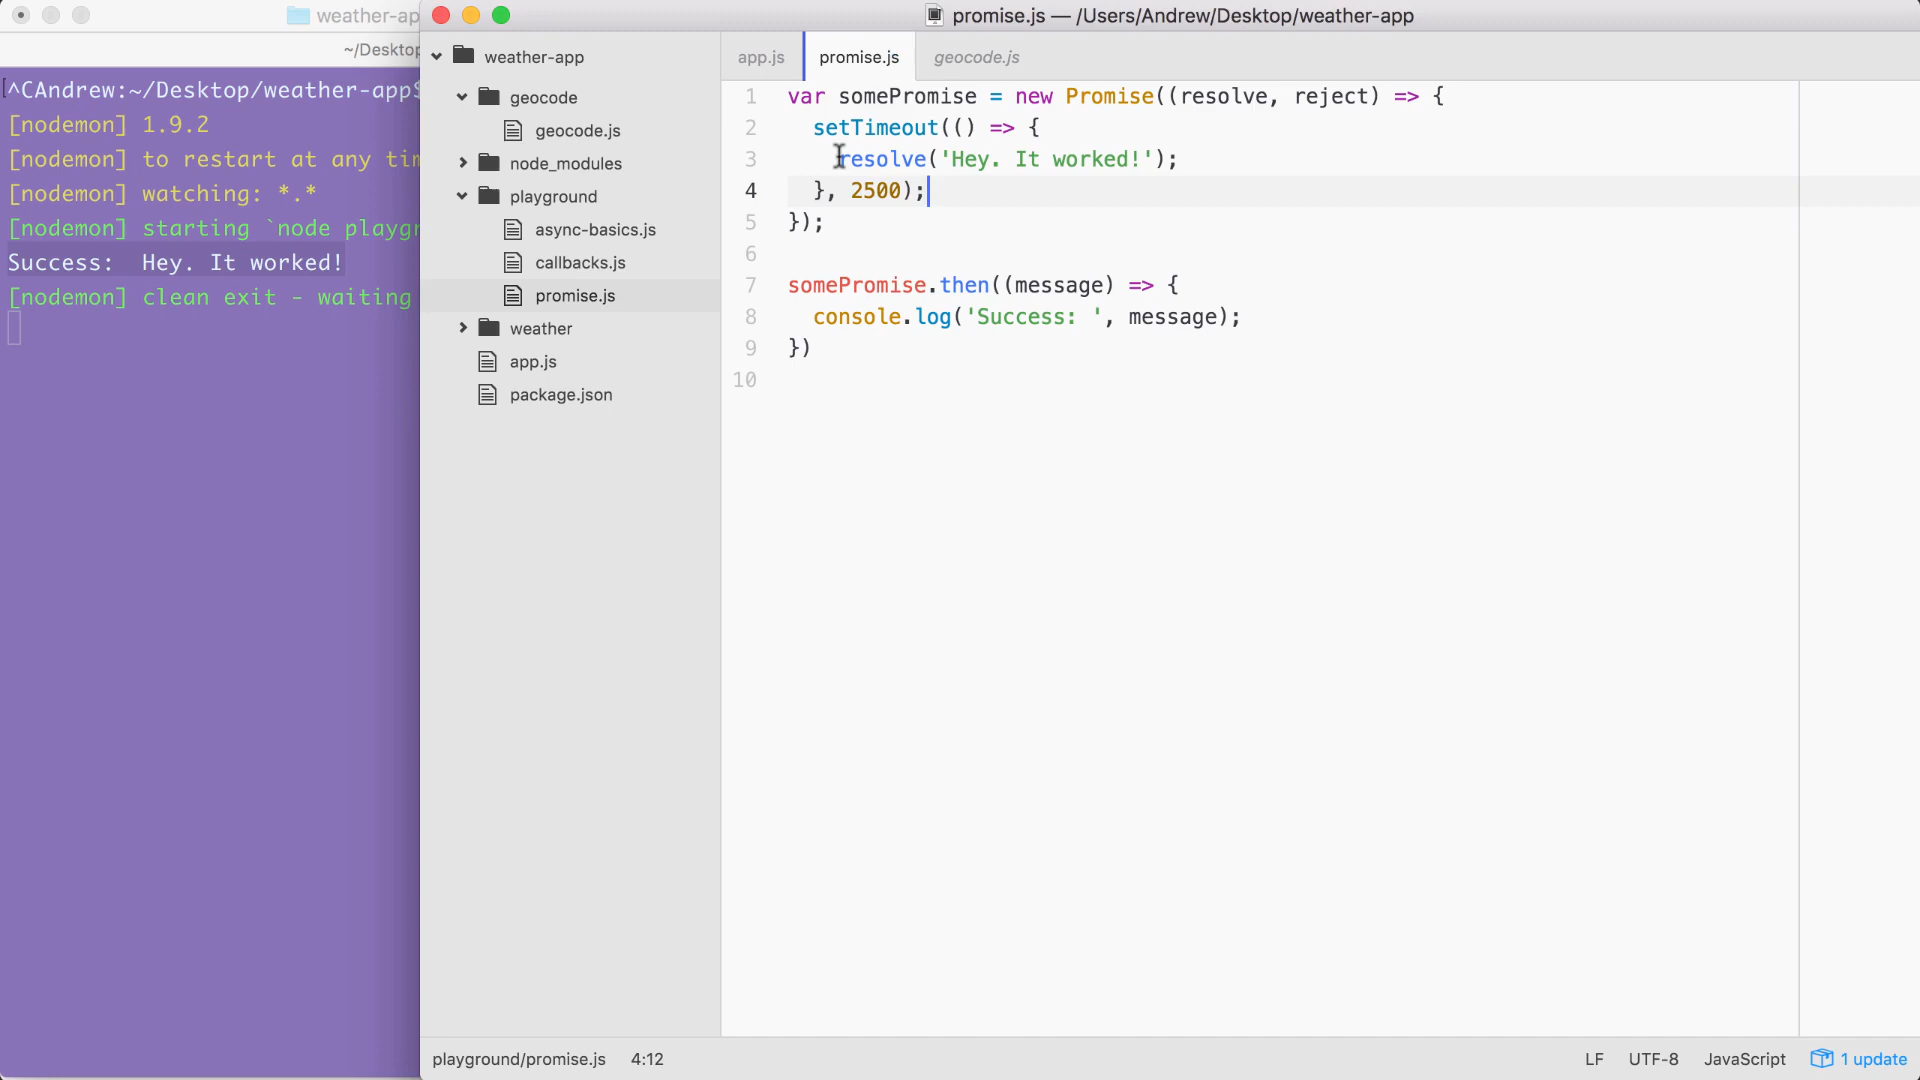 weather-ap
~/Desktop
^CAndrew:~/Desktop/weather-app$
[nodemon] 1.9.2
[nodemon] to restart at any tim
[nodemon] watching: *.*
[nodemon] starting `node playgr
Success:  Hey. It worked!
[nodemon] clean exit - waiting
promise.js — /Users/Andrew/Desktop/weather-app
weather-app
geocode
geocode.js
node_modules
playground
async-basics.js
callbacks.js
promise.js
weather
app.js
package.json
app.js
promise.js
geocode.js
1 var somePromise = new Promise((resolve, reject) => {
2   setTimeout(() => {
3     resolve('Hey. It worked!');
4   }, 2500);
5 });
6
7 somePromise.then((message) => {
8   console.log('Success: ', message);
9 })
10
playground/promise.js 4:12
LF UTF-8 JavaScript 1 update